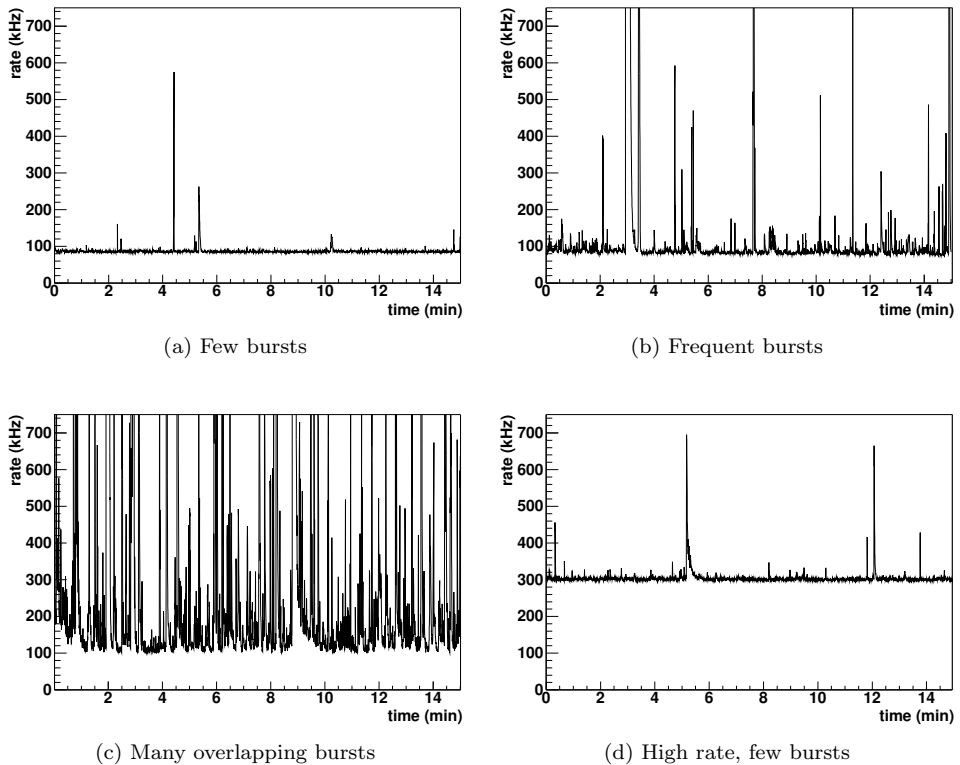 rate (kHz)
700
600
500
400
300
200
100
0
0 2 4 6 8 10 12 14
time (min)
(a) Few bursts
rate (kHz)
700
600
500
400
300
200
100
0
0 2 4 6 8 10 12 14
time (min)
(b) Frequent bursts
rate (kHz)
700
600
500
400
300
200
100
0
0 2 4 6 8 10 12 14
time (min)
(c) Many overlapping bursts
rate (kHz)
700
600
500
400
300
200
100
0
0 2 4 6 8 10 12 14
time (min)
(d) High rate, few bursts